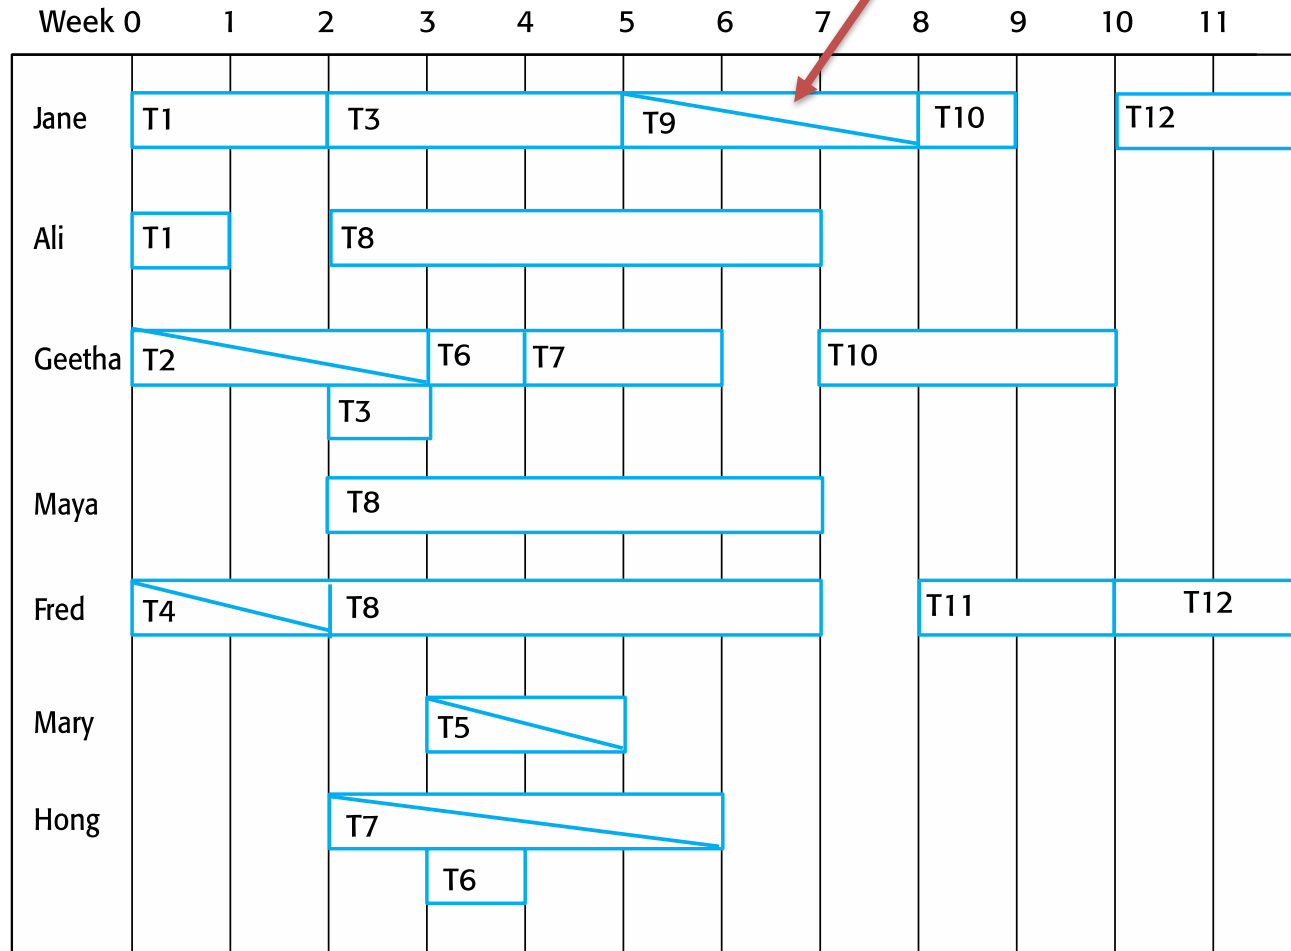 Week 0 1 2 3 4 5 6 7 8 9 10 11
Jane T1 T3 T9 T10 T12
Ali T1 T8
Geetha T2 T6 T7 T10
T3
Maya T8
Fred T4 T8 T11 T12
Mary T5
Hong T7
T6